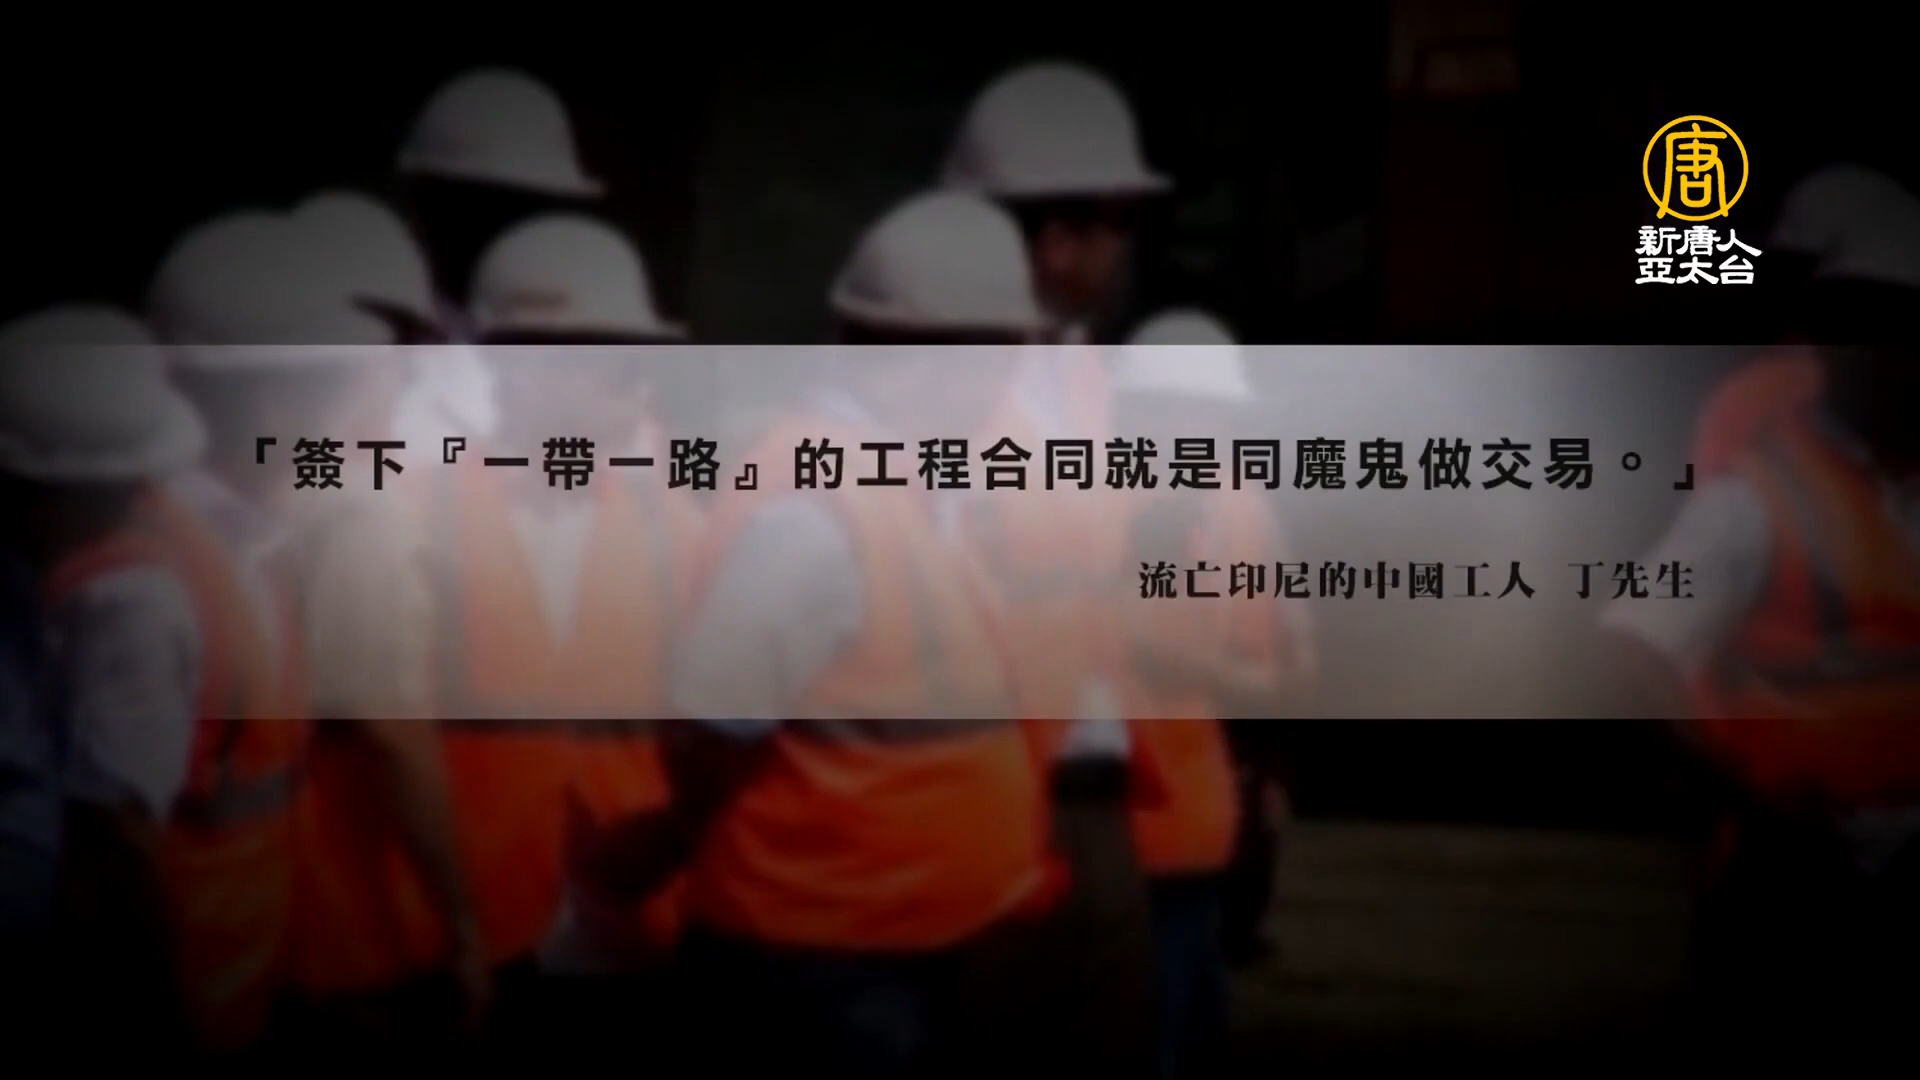 唐
新唐人
亞太台
「簽下『一帶一路』的工程合同就是同魔鬼做交易。」
流亡印尼的中國工人 丁先生